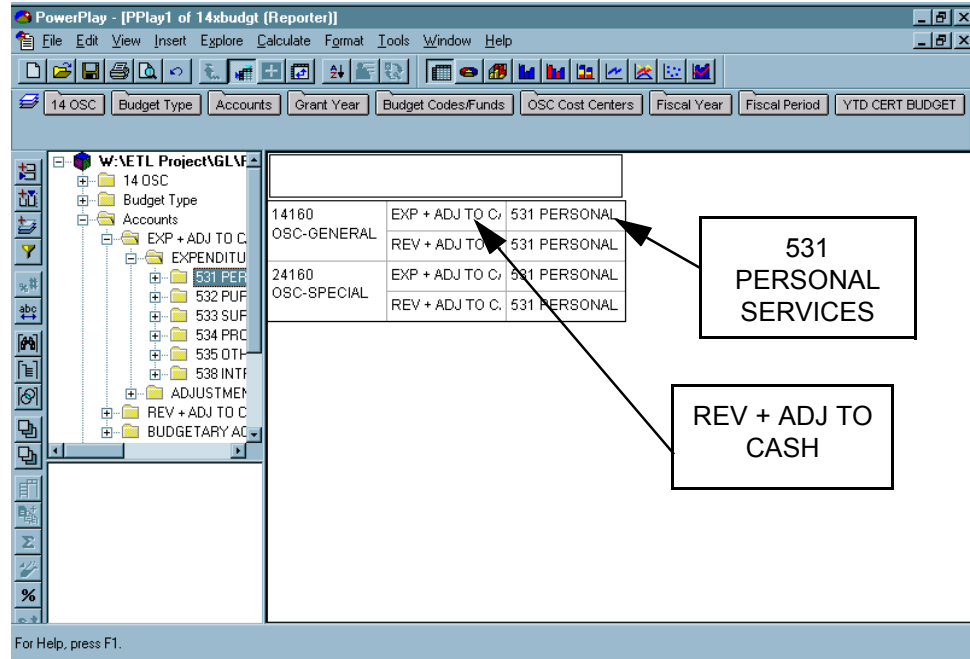 PowerPlay - [PPlay1 of 14xbudgt (Reporter)]
File Edit View Insert Explore Calculate Format Tools Window Help
14 OSC Budget Type Accounts Grant Year Budget Codes/Funds OSC Cost Centers Fiscal Year Fiscal Period YTD CERT BUDGET
W:\ETL Project\GL\F
14 OSC
Budget Type
Accounts
EXP + ADJ TO C
EXPENDITU
531 PER
532 PUF
533 SUF
534 PRO
535 OTH
538 INTF
ADJUSTMEN
REV + ADJ TO C
BUDGETARY AC
14160 EXP + ADJ TO C 531 PERSONAL
OSC-GENERAL REV + ADJ TO 531 PERSONAL
24160 EXP + ADJ TO C 531 PERSONAL
OSC-SPECIAL REV + ADJ TO C. 531 PERSONAL
531
PERSONAL
SERVICES
REV + ADJ TO
CASH
abc
%
For Help, press F1.